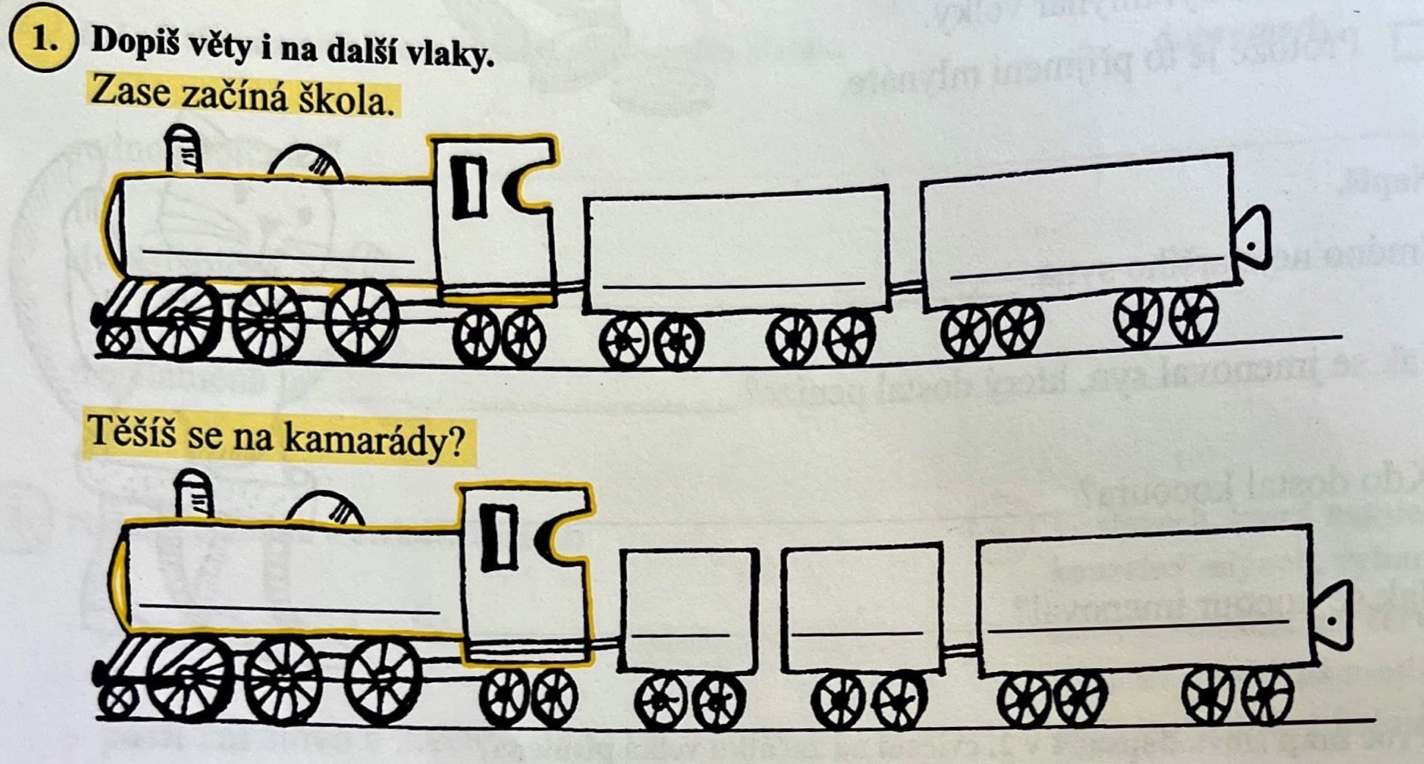 1. Dopiš věty i na další vlaky.
Zase začíná škola.
Těšíš se na kamarády?